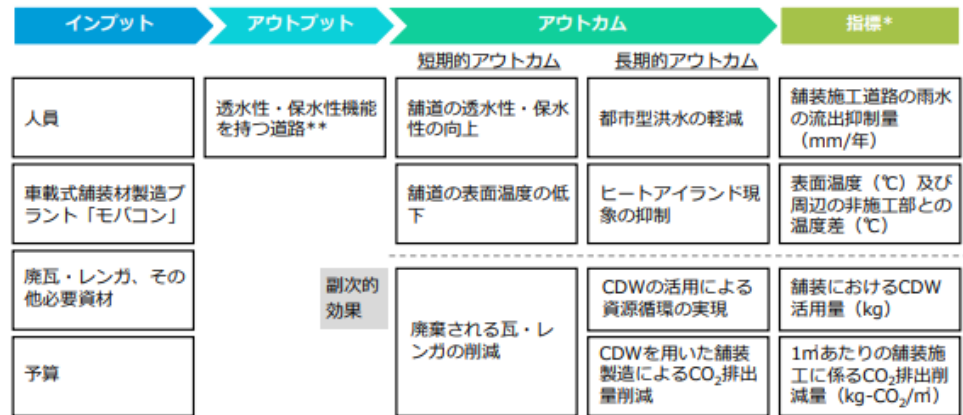 インプット
アウトプット
アウトカム
指標*
短期的アウトカム
長期的アウトカム
人員
透水性・保水性機能
を持つ道路**
舗道の透水性・保水
性の向上
都市型洪水の軽減
舗装施工道路の雨水
の流出抑制量
（mm/年）
車載式舗装材製造プ
ラント「モバコン」
舗道の表面温度の低
下
ヒートアイランド現
象の抑制
表面温度（℃）及び
周辺の非施工部との
温度差（℃）
廃瓦・レンガ、その
他必要資材
副次的
効果
廃棄される瓦・レ
ンガの削減
CDWの活用による
資源循環の実現
舗装におけるCDW
活用量（kg）
予算
CDWを用いた舗装
製造によるCO₂排出
量削減
1㎡あたりの舗装施
工に係るCO₂排出削
減量（kg-CO₂/㎡）